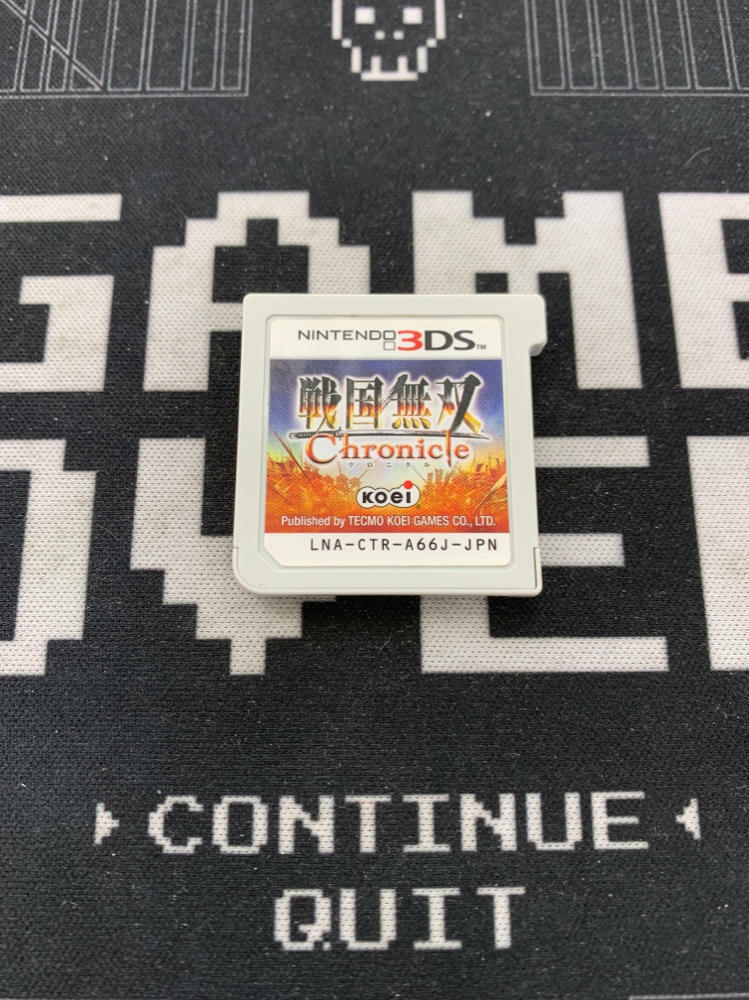 GAME
NINTENDO 3DS™
戦国無双
Chronicle
クロニクル
KOEI
Published by TECMO KOEI GAMES CO., LTD.
LNA-CTR-A66J-JPN
OVER
CONTINUE
QUIT